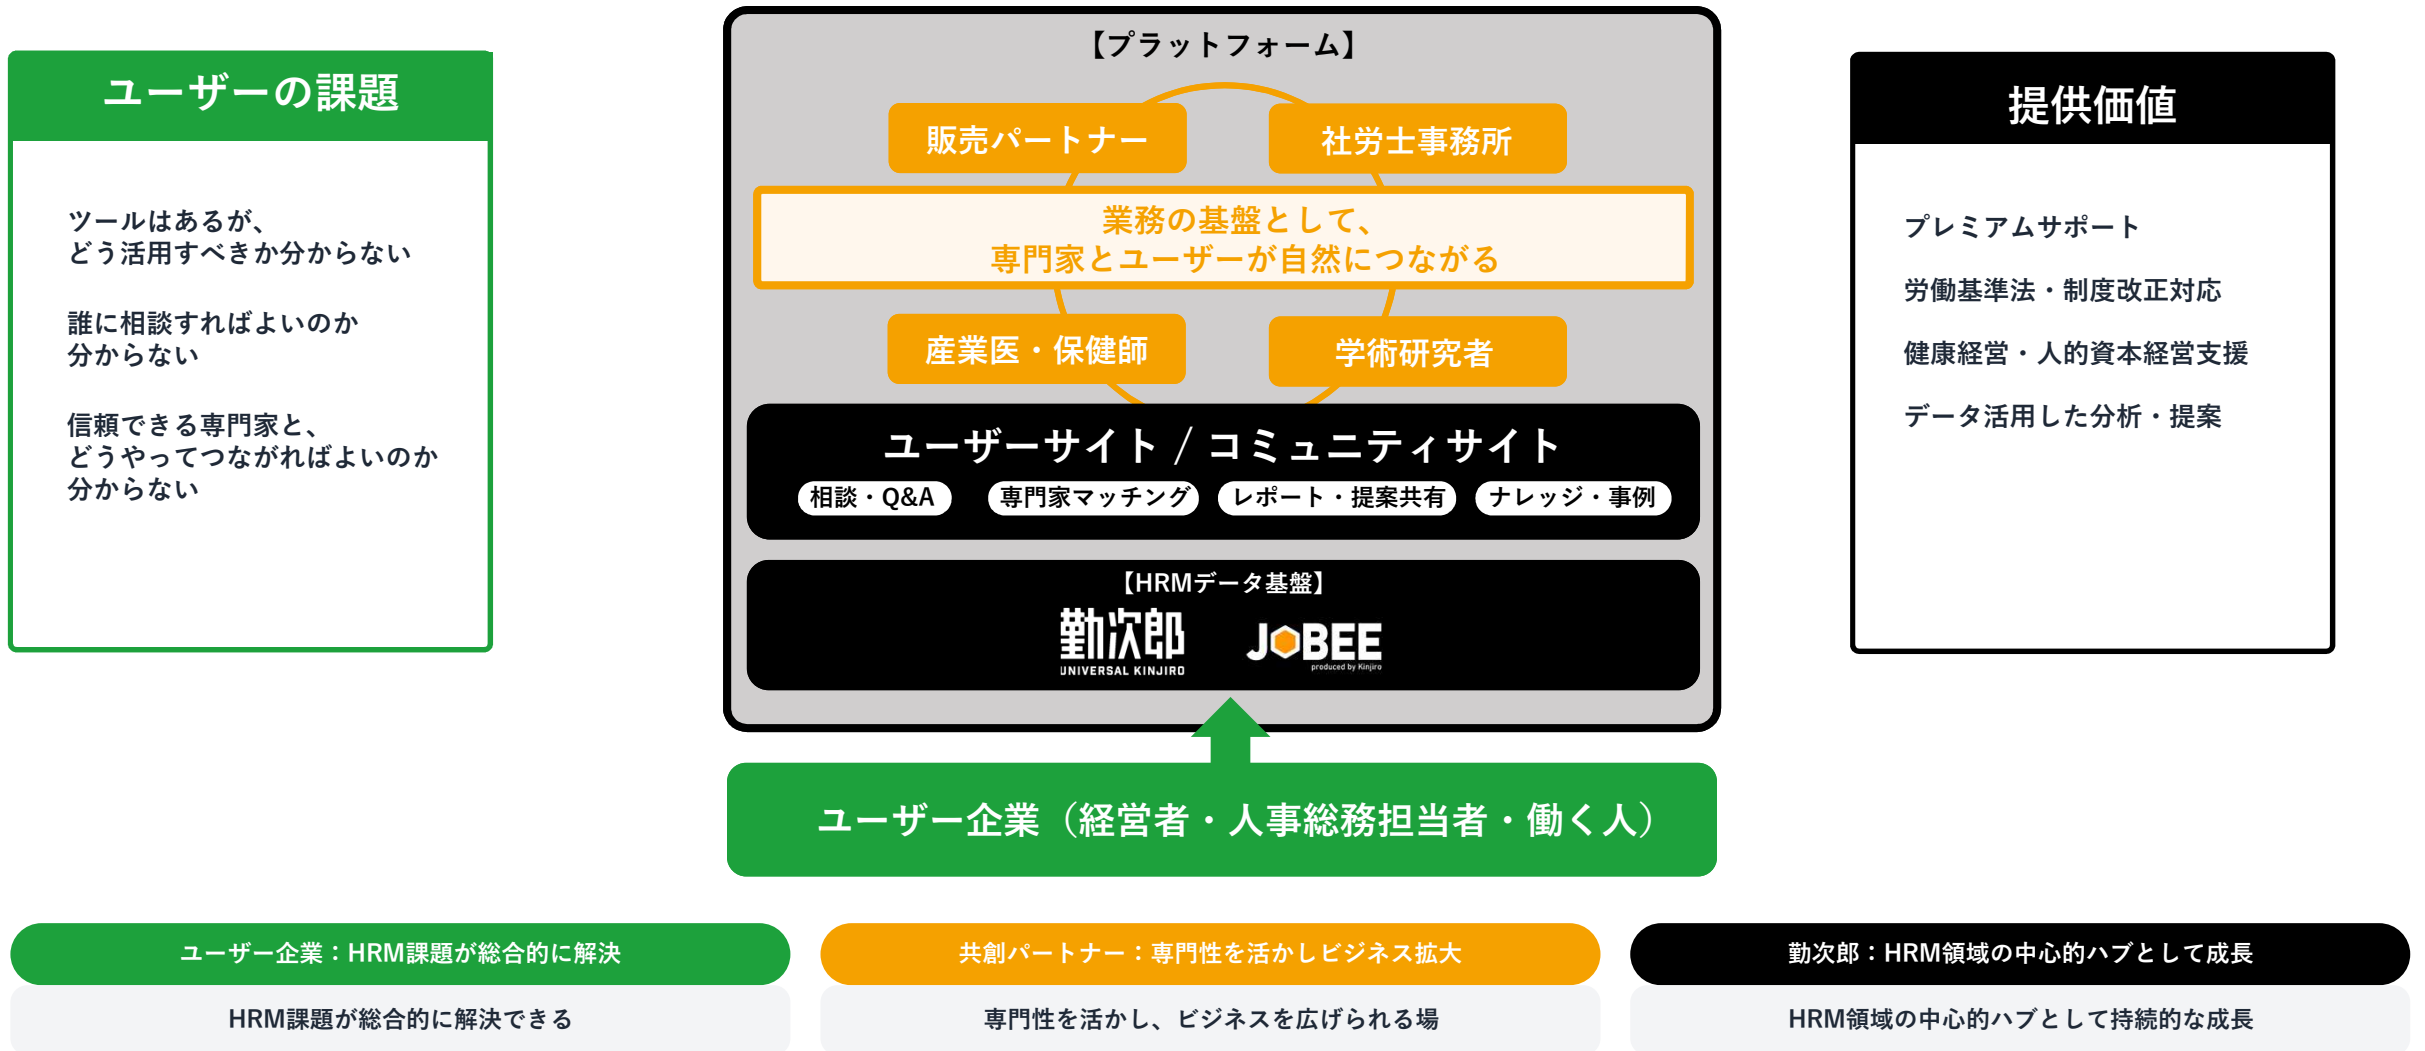 ユーザーの課題
ツールはあるが、
どう活用すべきか分からない
誰に相談すればよいのか
分からない
信頼できる専門家と、
どうやってつながればよいのか
分からない
【プラットフォーム】
販売パートナー
社労士事務所
業務の基盤として、
専門家とユーザーが自然につながる
産業医・保健師
学術研究者
ユーザーサイト / コミュニティサイト
相談・Q&A
専門家マッチング
レポート・提案共有
ナレッジ・事例
【HRMデータ基盤】
勤次郎
UNIVERSAL KINJIRO
JOBEE
produced by Kinjiro
ユーザー企業（経営者・人事総務担当者・働く人）
提供価値
プレミアムサポート
労働基準法・制度改正対応
健康経営・人的資本経営支援
データ活用した分析・提案
ユーザー企業：HRM課題が総合的に解決
HRM課題が総合的に解決できる
共創パートナー：専門性を活かしビジネス拡大
専門性を活かし、ビジネスを広げられる場
勤次郎：HRM領域の中心的ハブとして成長
HRM領域の中心的ハブとして持続的な成長